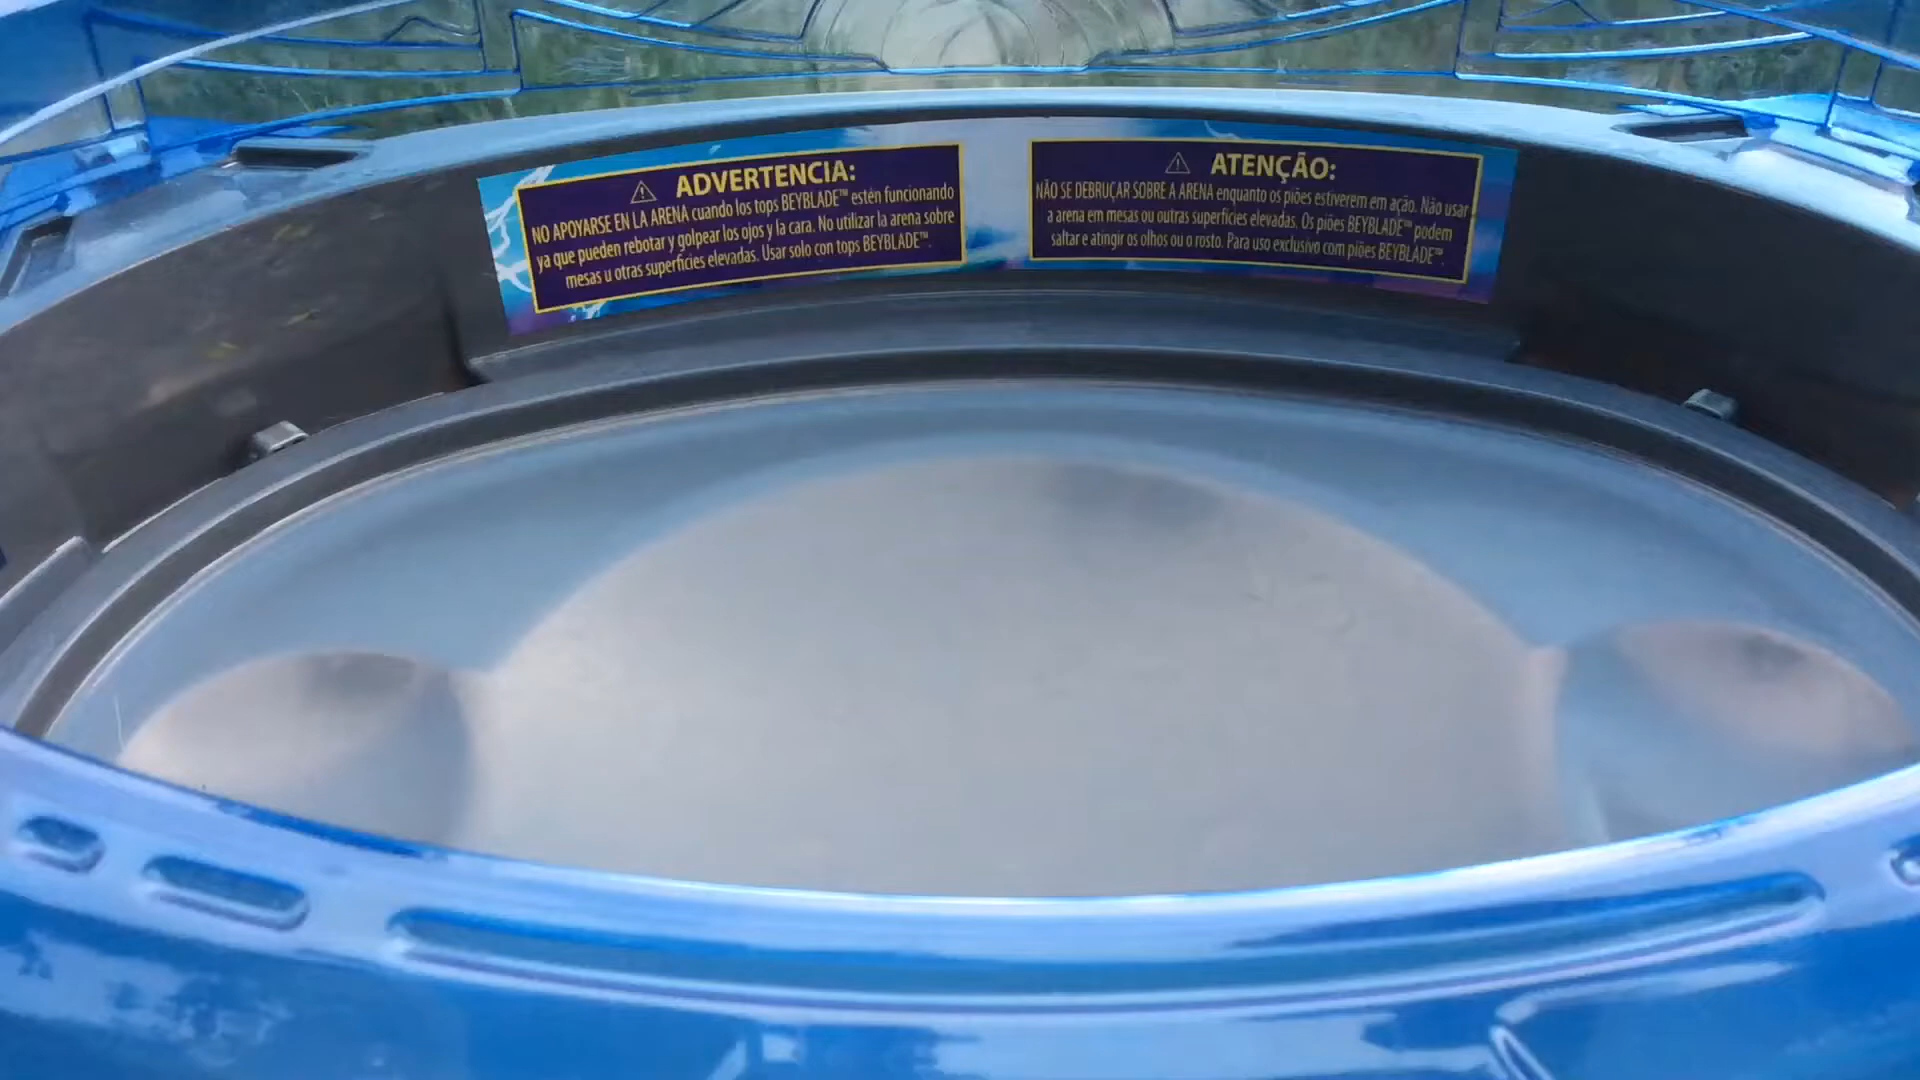 ADVERTENCIA:
NO APOYARSE EN LA ARENA cuando los tops BEYBLADE™ estén funcionando
ya que pueden rebotar y golpear los ojos y la cara. No utilizar la arena sobre
mesas u otras superficies elevadas. Usar solo con tops BEYBLADE™.
ATENÇÃO:
NÃO SE DEBRUÇAR SOBRE A ARENA enquanto os piões estiverem em ação. Não usar
a arena em mesas ou outras superfícies elevadas. Os piões BEYBLADE™ podem
saltar e atingir os olhos ou o rosto. Para uso exclusivo com piões BEYBLADE™.